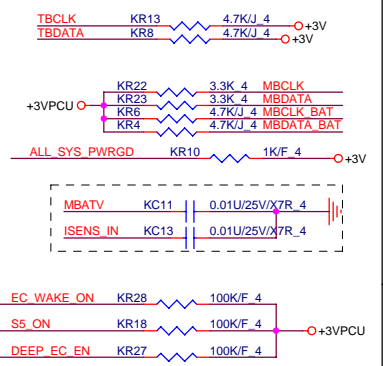 TBCLK KR13 4.7K/J_4 +3V
TBDATA KR8 4.7K/J_4 +3V
KR22 3.3K_4 MBCLK
KR23 3.3K_4 MBDATA
+3VPCU KR6 4.7K/J_4 MBCLK_BAT
KR4 4.7K/J_4 MBDATA_BAT
ALL_SYS_PWRGD KR10 1K/F_4 +3V
MBATV KC11 0.01U/25V/X7R_4
ISENS_IN KC13 0.01U/25V/X7R_4
EC_WAKE_ON KR28 100K/F_4
S5_ON KR18 100K/F_4 +3VPCU
DEEP_EC_EN KR27 100K/F_4